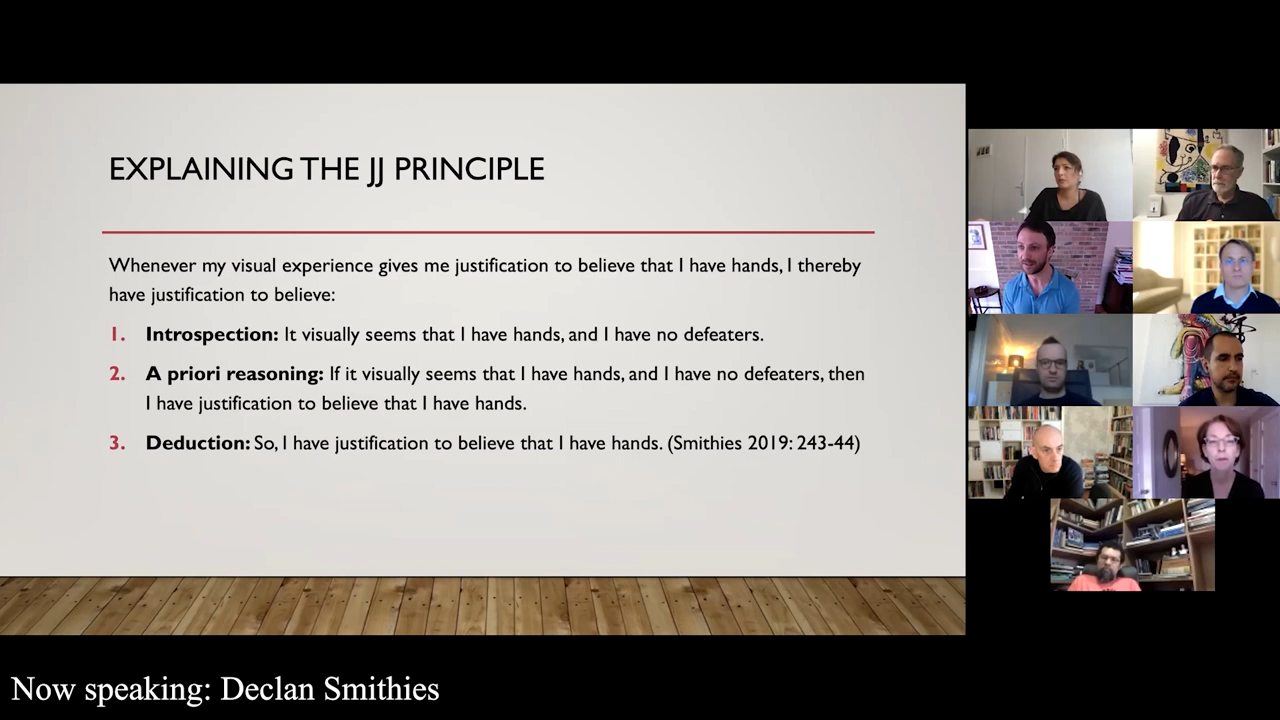 EXPLAINING THE JJ PRINCIPLE
Whenever my visual experience gives me justification to believe that I have hands, I thereby
have justification to believe:
1. Introspection: It visually seems that I have hands, and I have no defeaters.
2. A priori reasoning: If it visually seems that I have hands, and I have no defeaters, then
I have justification to believe that I have hands.
3. Deduction: So, I have justification to believe that I have hands. (Smithies 2019: 243-44)
Now speaking: Declan Smithies